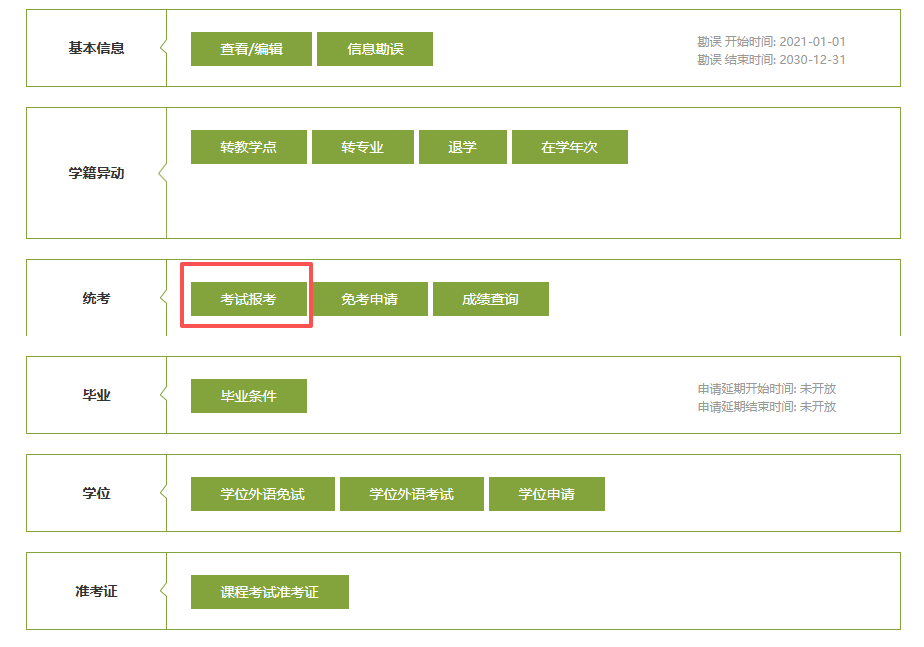 基本信息
查看/编辑 信息勘误
勘误 开始时间: 2021-01-01
勘误 结束时间: 2030-12-31
学籍异动
转教学点 转专业 退学 在学年次
统考
考试报考 免考申请 成绩查询
毕业
毕业条件
申请延期开始时间: 未开放
申请延期结束时间: 未开放
学位
学位外语免试 学位外语考试 学位申请
准考证
课程考试准考证